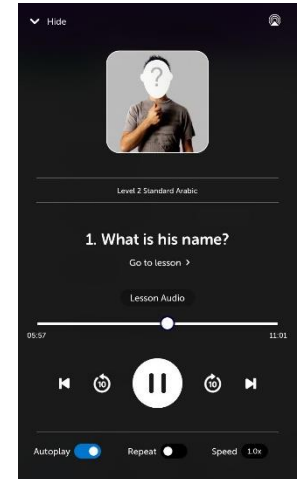 Hide
?
Level 2 Standard Arabic
1. What is his name?
Go to lesson >
Lesson Audio
05:57 11:01
10 10
Autoplay Repeat Speed 1.0x